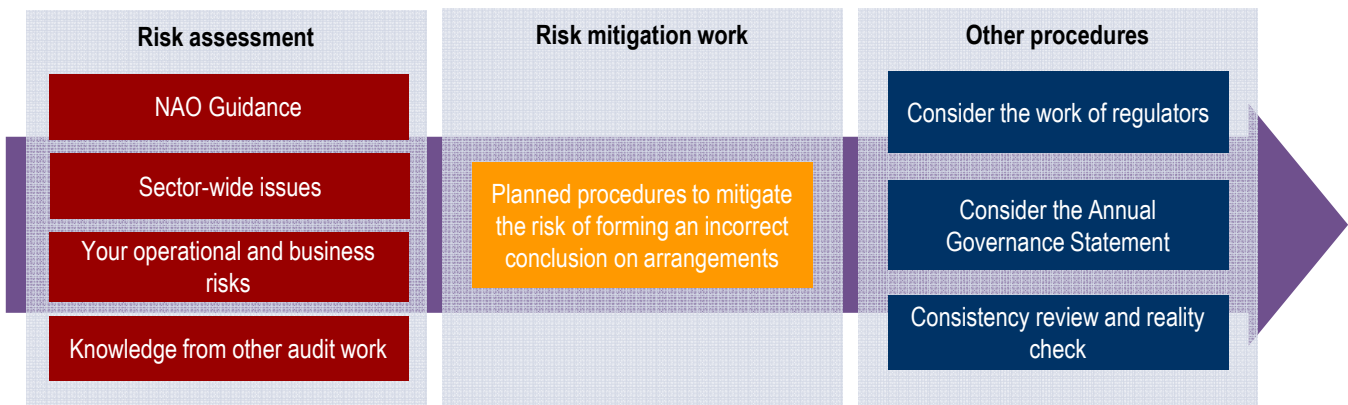 Risk assessment
NAO Guidance
Sector-wide issues
Your operational and business
risks
Knowledge from other audit work
Risk mitigation work
Planned procedures to mitigate
the risk of forming an incorrect
conclusion on arrangements
Other procedures
Consider the work of regulators
Consider the Annual
Governance Statement
Consistency review and reality
check